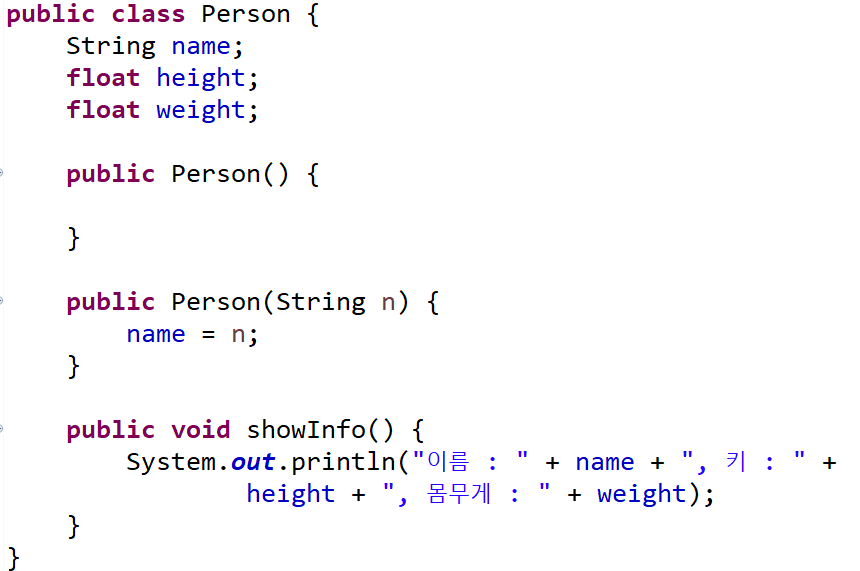 public class Person {
String name;
float height;
float weight;
public Person() {
}
public Person(String n) {
name = n;
}
public void showInfo() {
System.out.println("이름 : " + name + ", 키 : " +
height + ", 몸무게 : " + weight);
}
}